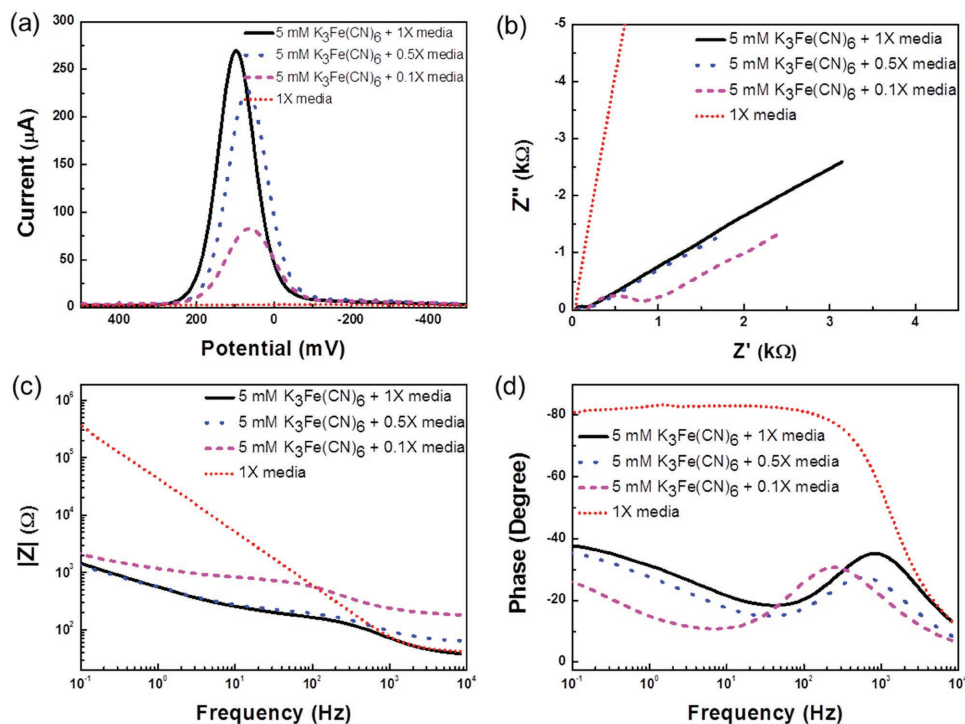 (a)
Current (μA)
300
250
200
150
100
50
0
5 mM K3Fe(CN)6 + 1X media
5 mM K3Fe(CN)6 + 0.5X media
5 mM K3Fe(CN)6 + 0.1X media
1X media
400 200 0 -200 -400
Potential (mV)
(b)
Z'' (kΩ)
-5
-4
-3
-2
-1
0
5 mM K3Fe(CN)6 + 1X media
5 mM K3Fe(CN)6 + 0.5X media
5 mM K3Fe(CN)6 + 0.1X media
1X media
0 1 2 3 4
Z' (kΩ)
(c)
|Z| (Ω)
10^6
10^5
10^4
10^3
10^2
5 mM K3Fe(CN)6 + 1X media
5 mM K3Fe(CN)6 + 0.5X media
5 mM K3Fe(CN)6 + 0.1X media
1X media
10^-1 10^0 10^1 10^2 10^3 10^4
Frequency (Hz)
(d)
Phase (Degree)
-80
-60
-40
-20
0
5 mM K3Fe(CN)6 + 1X media
5 mM K3Fe(CN)6 + 0.5X media
5 mM K3Fe(CN)6 + 0.1X media
1X media
10^-1 10^0 10^1 10^2 10^3 10^4
Frequency (Hz)